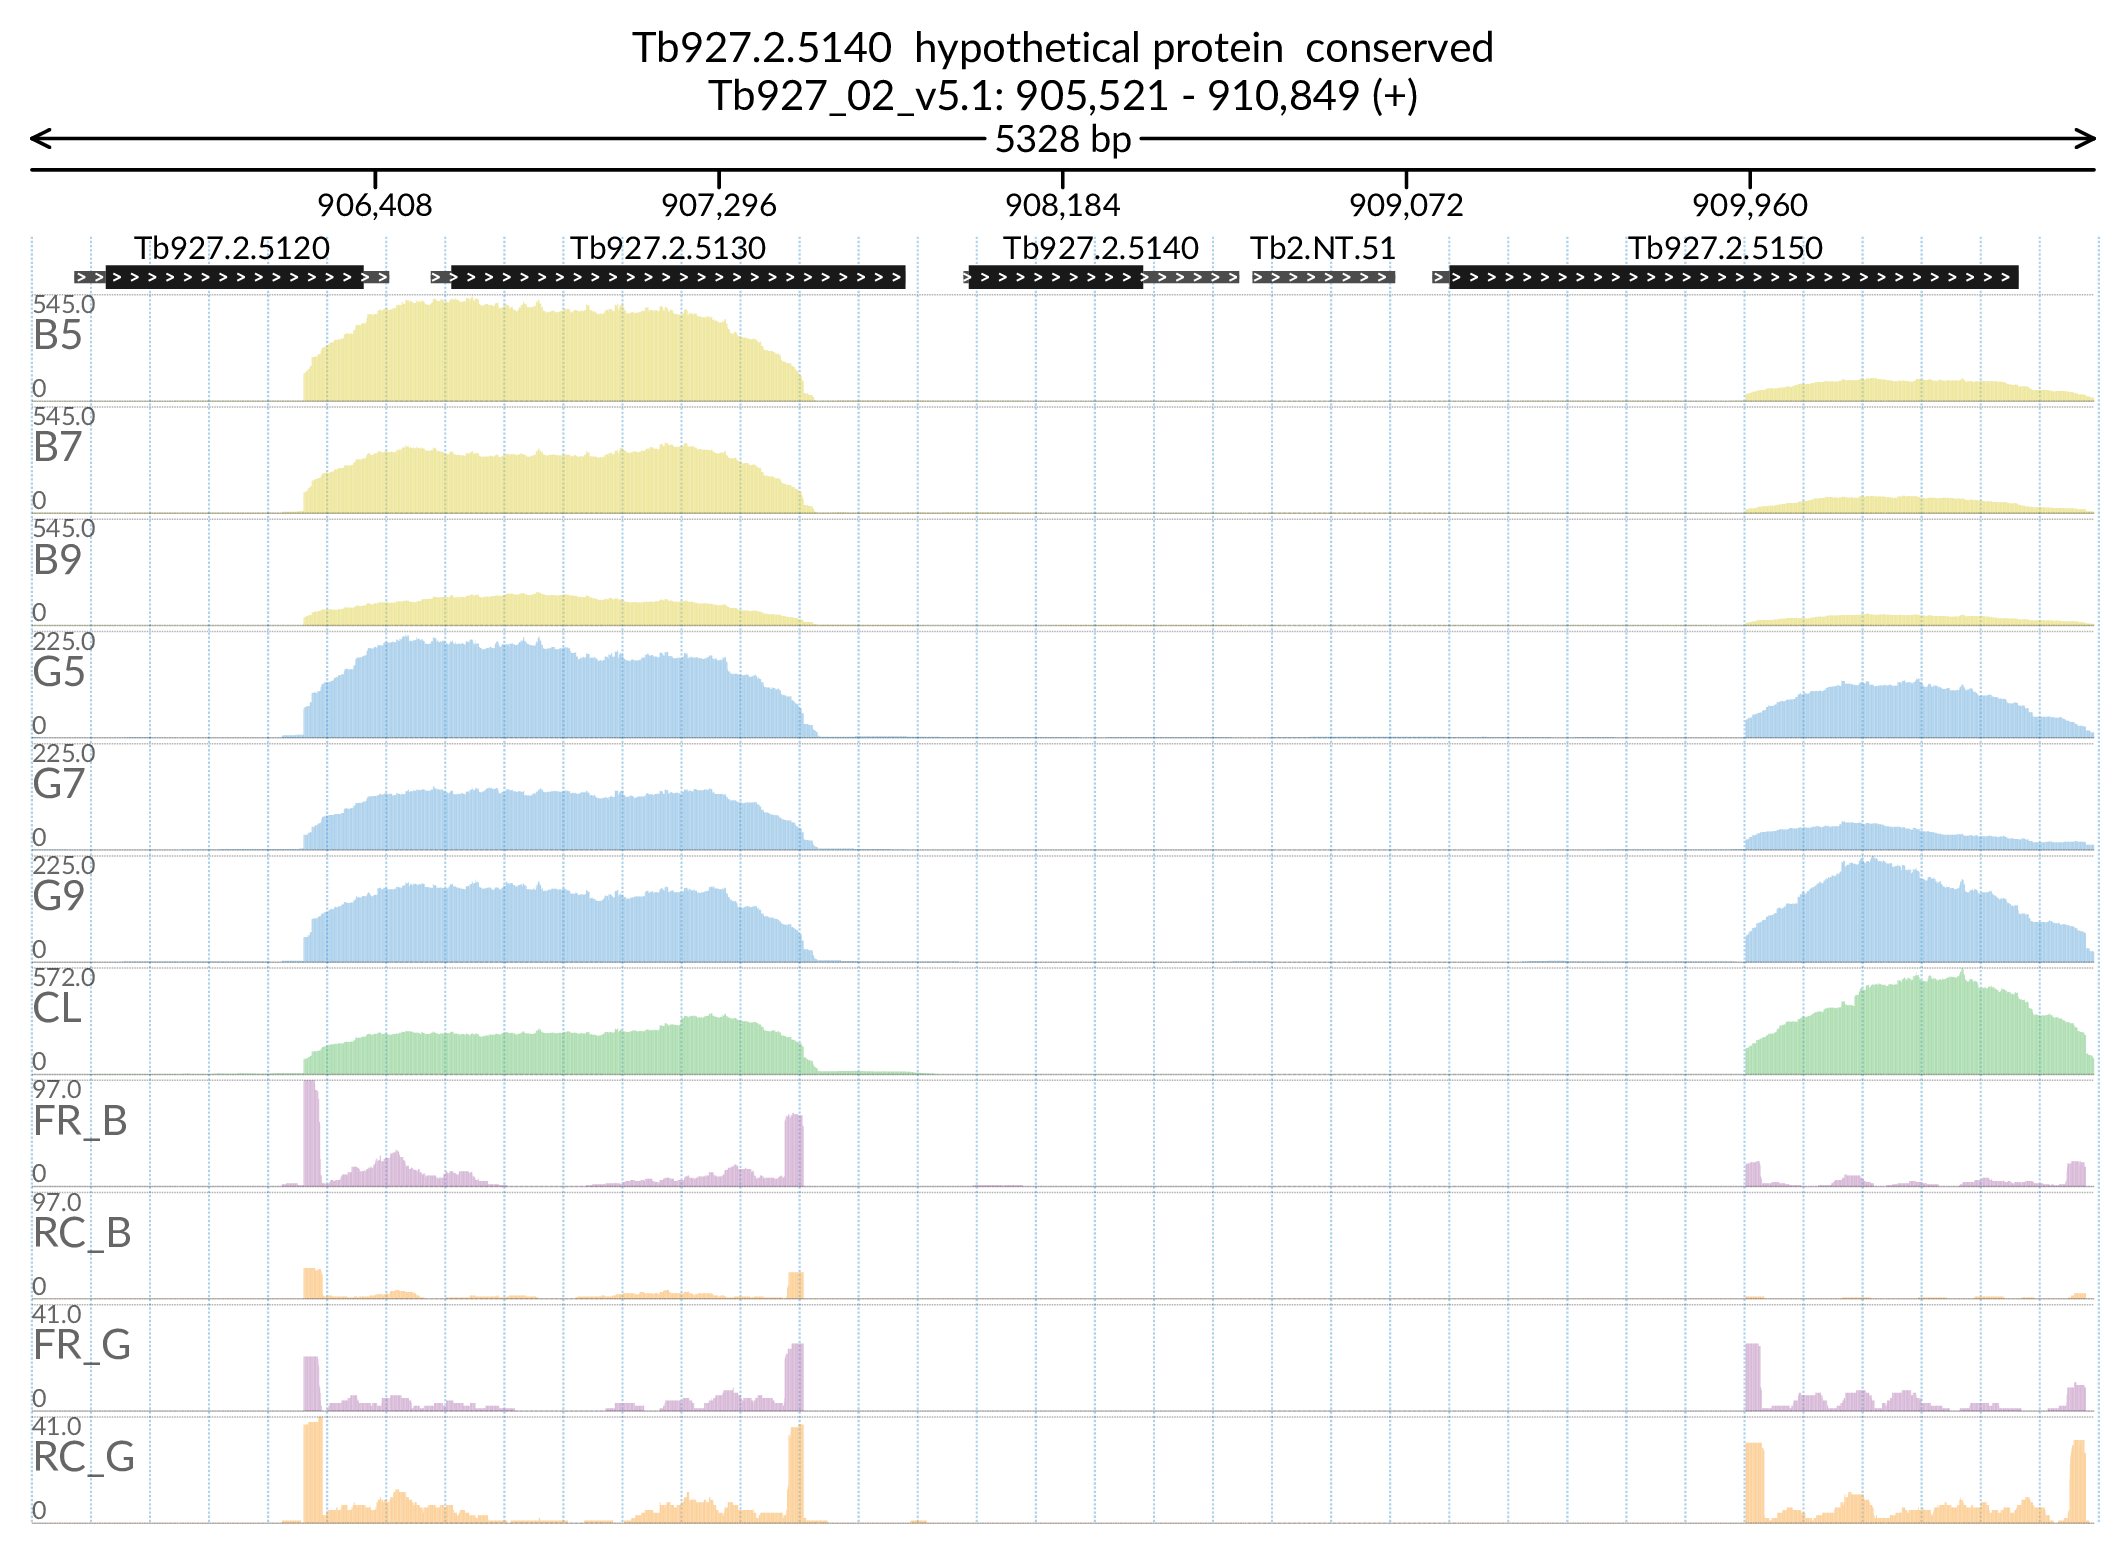 Tb927.2.5140  hypothetical protein  conserved
Tb927_02_v5.1: 905,521 - 910,849 (+)
5328 bp
906,408 907,296 908,184 909,072 909,960
Tb927.2.5120 Tb927.2.5130 Tb927.2.5140 Tb2.NT.51 Tb927.2.5150
545.0
B5
0
545.0
B7
0
545.0
B9
0
225.0
G5
0
225.0
G7
0
225.0
G9
0
572.0
CL
0
97.0
FR_B
0
97.0
RC_B
0
41.0
FR_G
0
41.0
RC_G
0